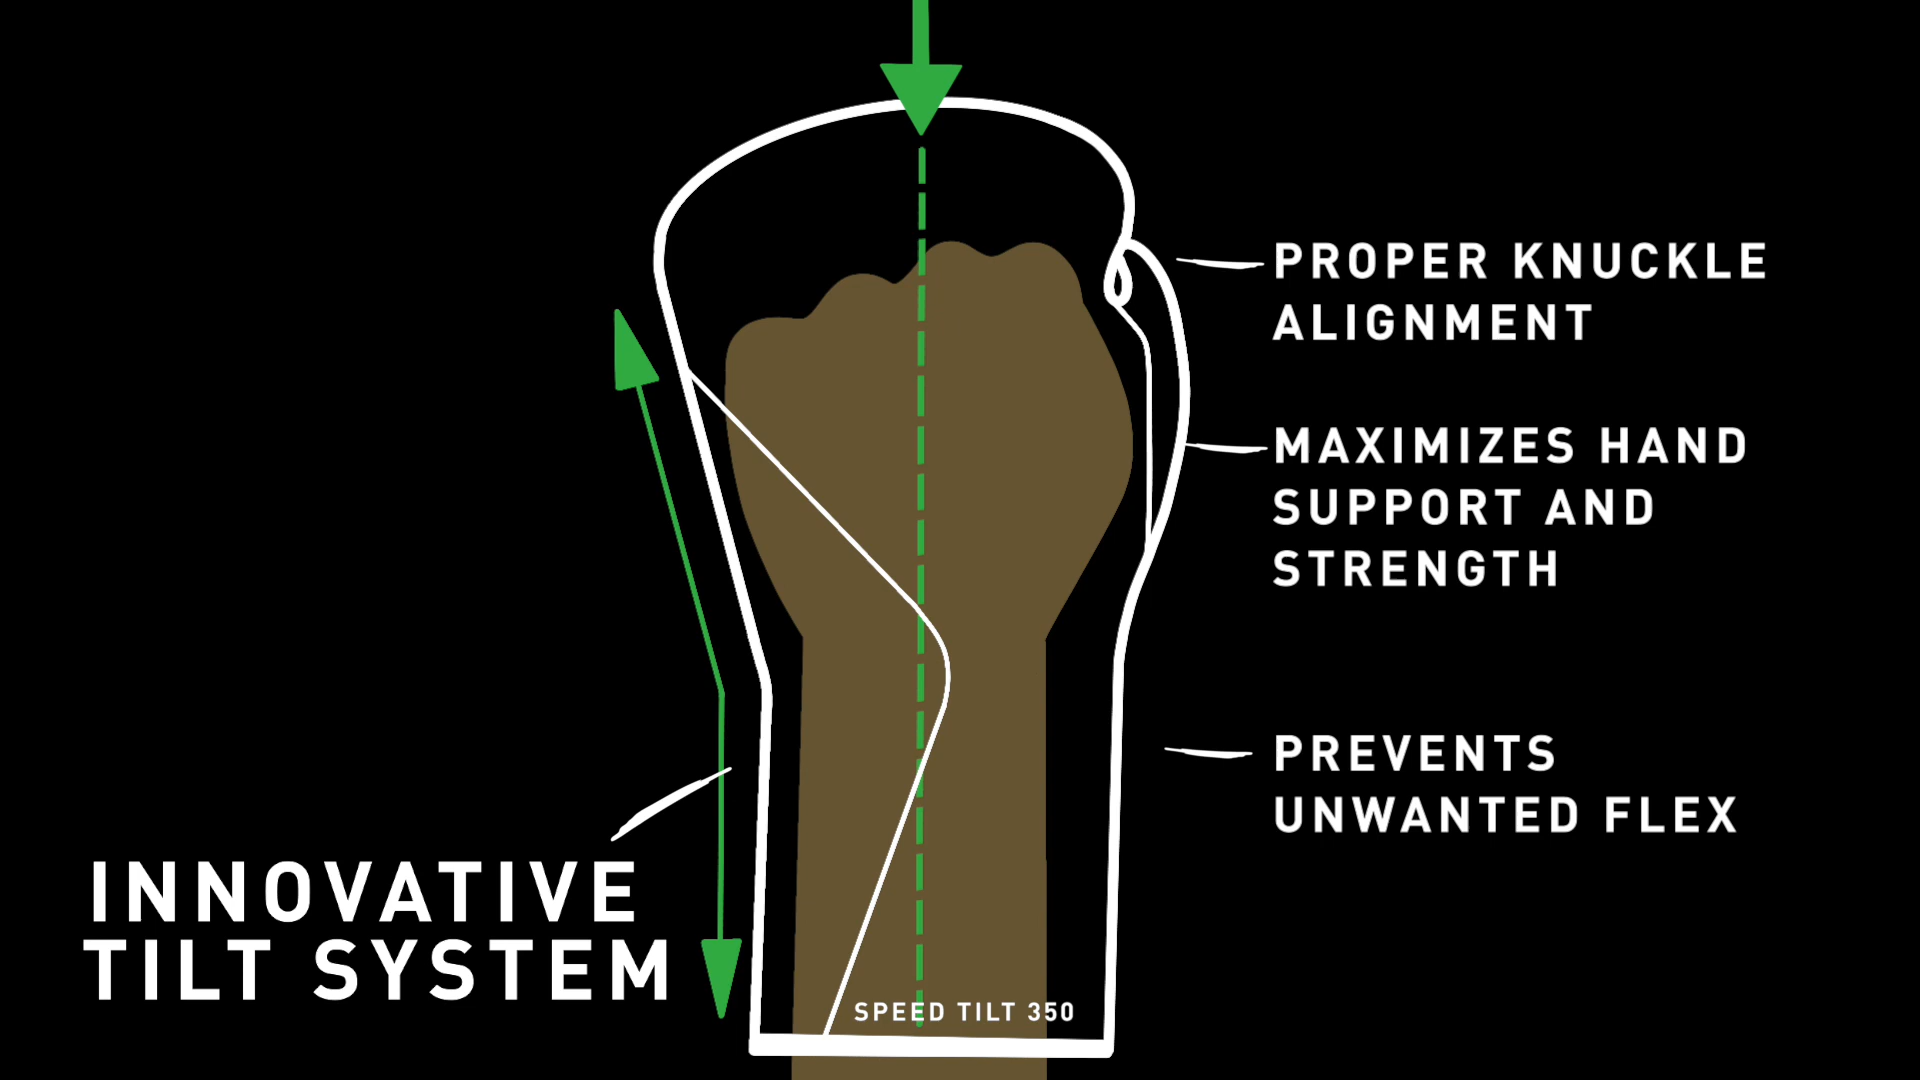 PROPER KNUCKLE
ALIGNMENT
MAXIMIZES HAND
SUPPORT AND
STRENGTH
PREVENTS
UNWANTED FLEX
INNOVATIVE
TILT SYSTEM
SPEED TILT 350